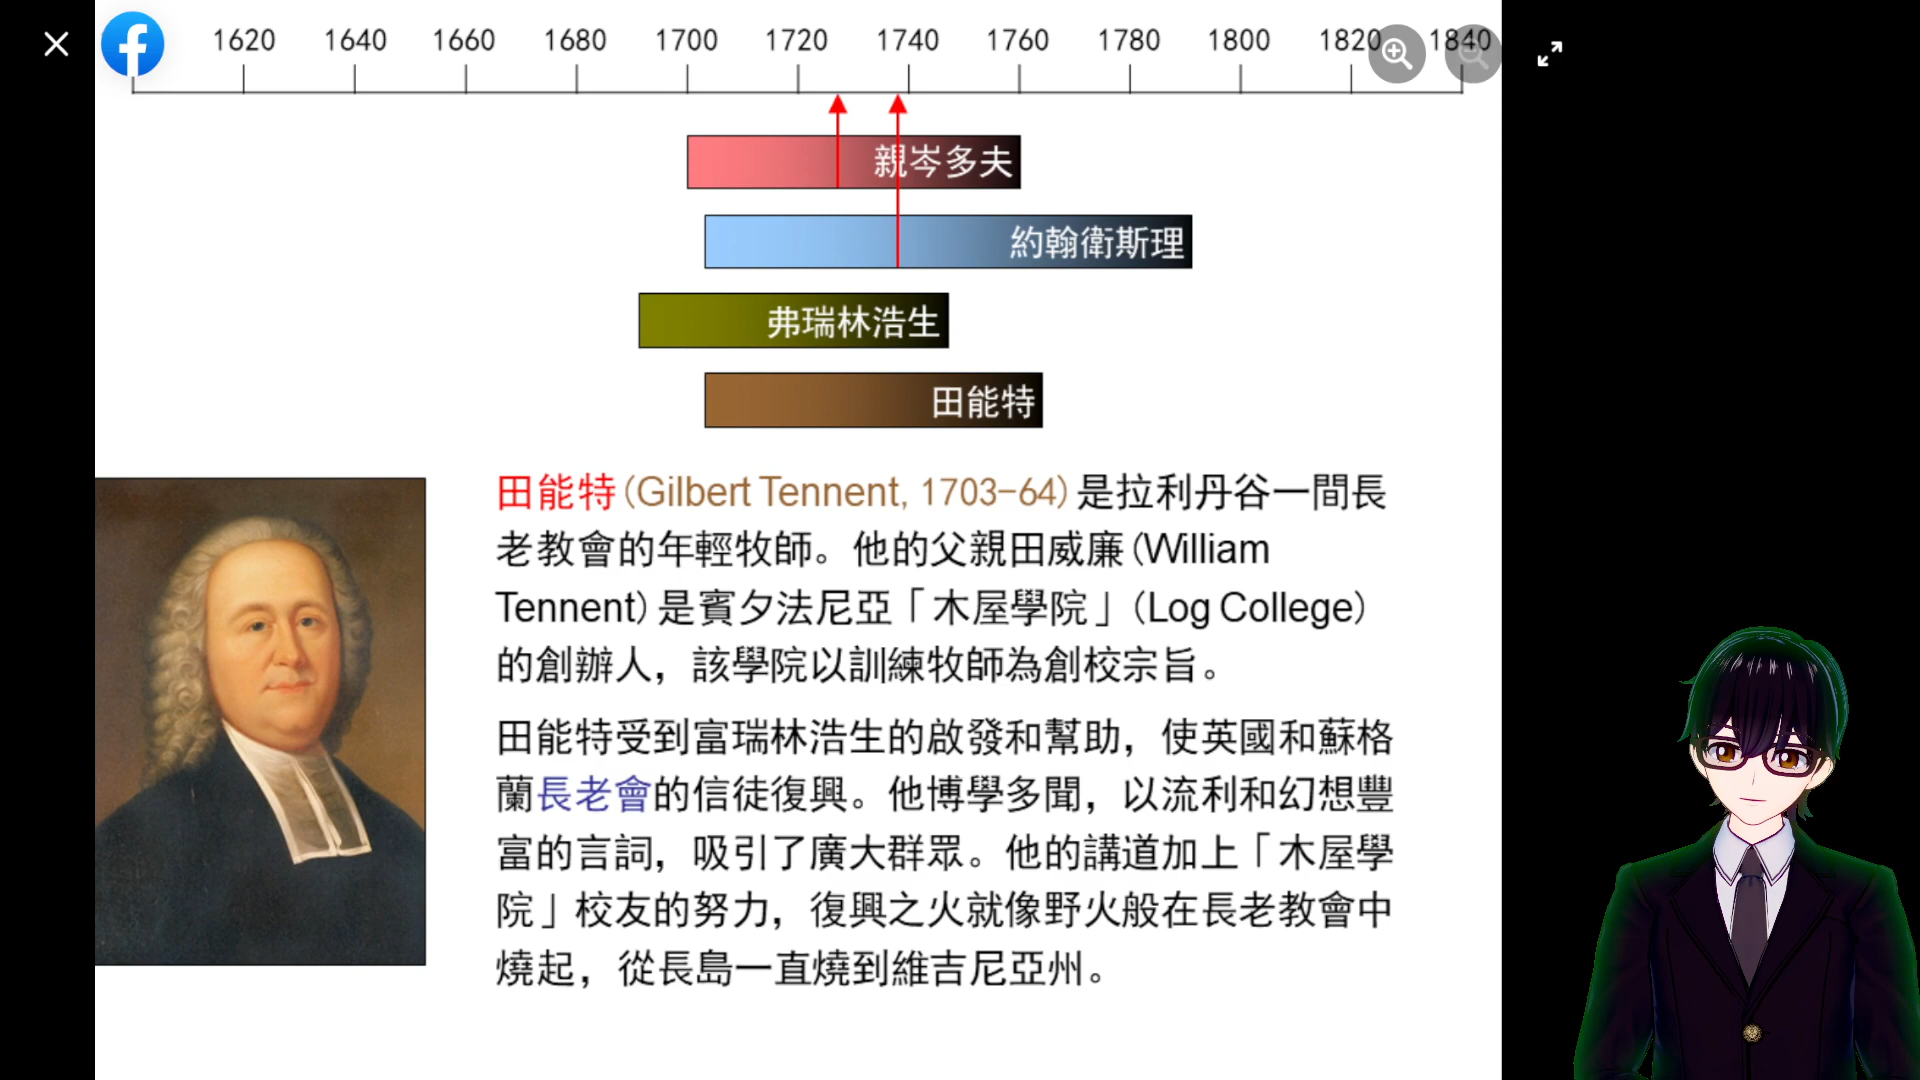 1620 1640 1660 1680 1700 1720 1740 1760 1780 1800 1820 1840
親岑多夫
約翰衛斯理
弗瑞林浩生
田能特
田能特(Gilbert Tennent, 1703-64)是拉利丹谷一間長
老教會的年輕牧師。他的父親田威廉(William
Tennent)是賓夕法尼亞「木屋學院」(Log College)
的創辦人，該學院以訓練牧師為創校宗旨。
田能特受到富瑞林浩生的啟發和幫助，使英國和蘇格
蘭長老會的信徒復興。他博學多聞，以流利和幻想豐
富的言詞，吸引了廣大群眾。他的講道加上「木屋學
院」校友的努力，復興之火就像野火般在長老教會中
燒起，從長島一直燒到維吉尼亞州。